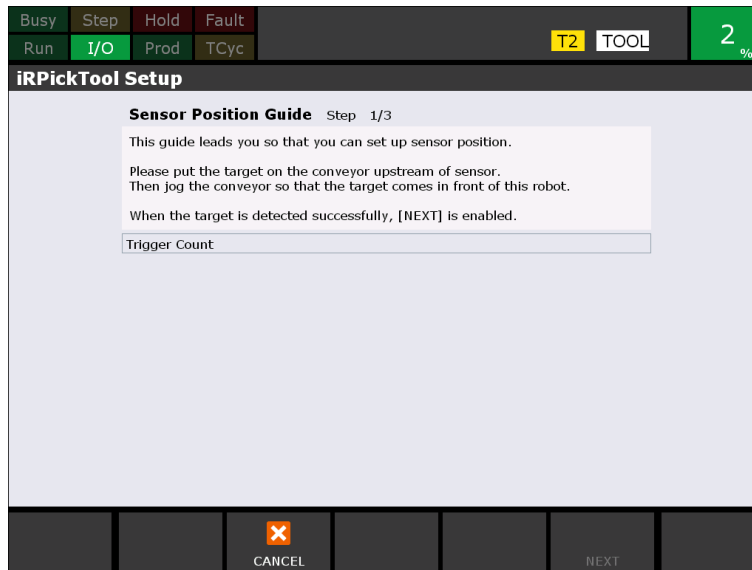 Busy Step Hold Fault
Run I/O Prod TCyc
T2 TOOL
2 %
iRPickTool Setup
Sensor Position Guide Step 1/3
This guide leads you so that you can set up sensor position.
Please put the target on the conveyor upstream of sensor.
Then jog the conveyor so that the target comes in front of this robot.
When the target is detected successfully, [NEXT] is enabled.
Trigger Count
CANCEL NEXT